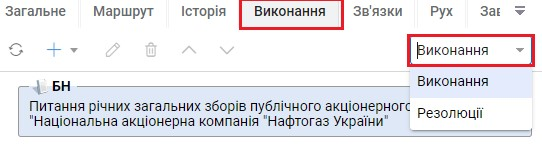 Загальне Маршрут Історія Виконання Зв'язки Рух Зав
Виконання
Виконання
Резолюції
БН
Питання річних загальних зборів публічного акціонерного
"Національна акціонерна компанія "Нафтогаз України"